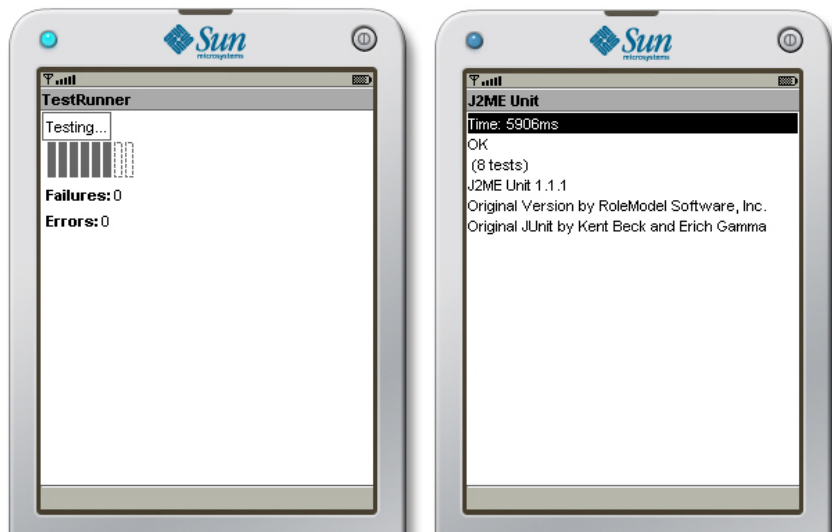 Sun
microsystems
TestRunner
Testing...
Failures: 0
Errors: 0
Sun
microsystems
J2ME Unit
Time: 5906ms
OK
(8 tests)
J2ME Unit 1.1.1
Original Version by RoleModel Software, Inc.
Original JUnit by Kent Beck and Erich Gamma